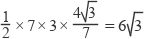 1/2 × 7 × 3 × 4√3/7 = 6√3